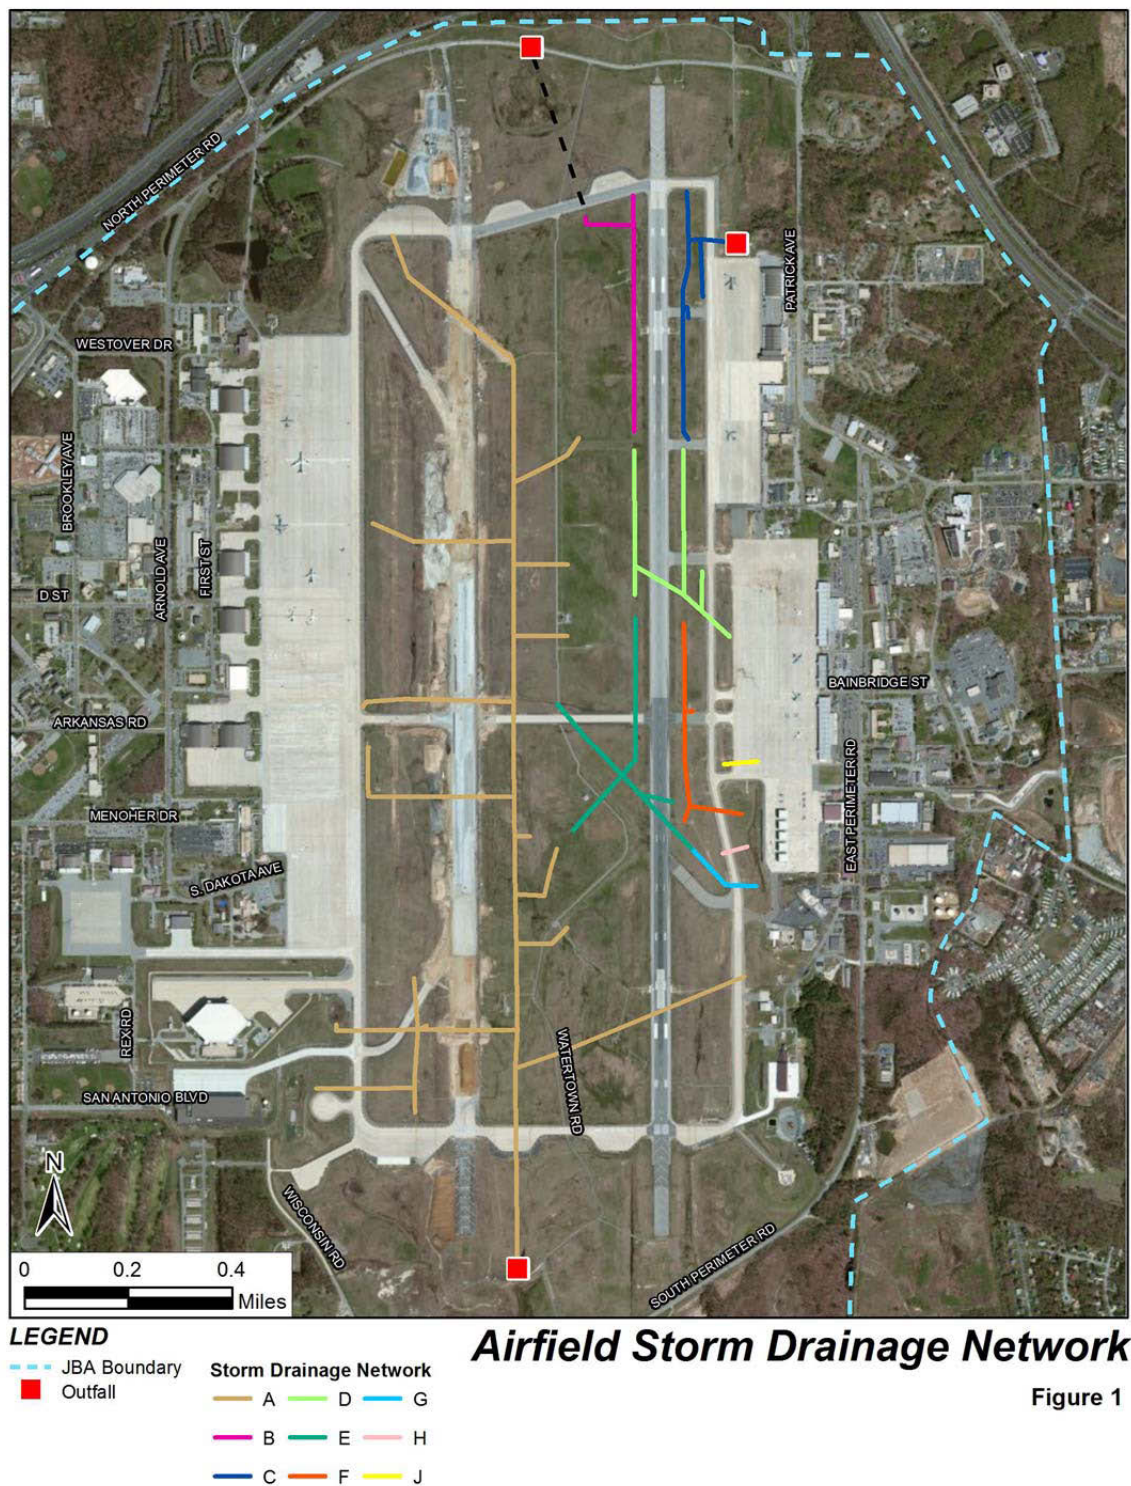 NORTH PERIMETER RD
PATRICK AVE
WESTOVER DR
BROOKLEY AVE
ARNOLD AVE
FIRST ST
D ST
BAINBRIDGE ST
ARKANSAS RD
EAST PERIMETER RD
MENOHER DR
S. DAKOTA AVE
REX RD
WATERTOWN RD
SAN ANTONIO BLVD
N
WISCONSIN RD
SOUTH PERIMETER RD
0 0.2 0.4
Miles
LEGEND
JBA Boundary
Outfall
Storm Drainage Network
A D G
B E H
C F J
Airfield Storm Drainage Network
Figure 1